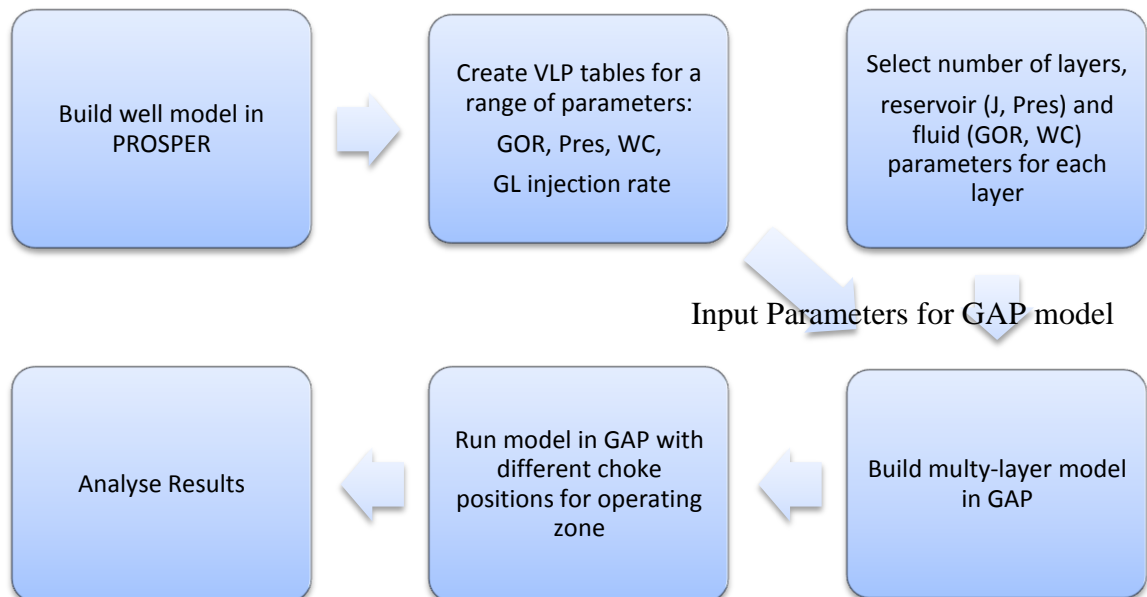 Build well model in
PROSPER
Create VLP tables for a
range of parameters:
GOR, Pres, WC,
GL injection rate
Select number of layers,
reservoir (J, Pres) and
fluid (GOR, WC)
parameters for each
layer
Input Parameters for GAP model
Build multy-layer model
in GAP
Run model in GAP with
different choke
positions for operating
zone
Analyse Results